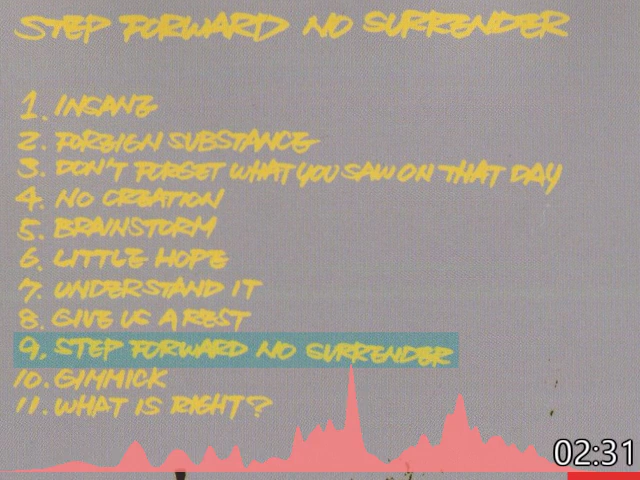 STEP FORWARD NO SURRENDER
1. INSANE
2. FOREIGN SUBSTANCE
3. DON'T FORGET WHAT YOU SAW ON THAT DAY
4. NO CREATION
5. BRAINSTORM
6. LITTLE HOPE
7. UNDERSTAND IT
8. GIVE US A REST
9. STEP FORWARD NO SURRENDER
10. GIMMICK
11. WHAT IS RIGHT?
02:31